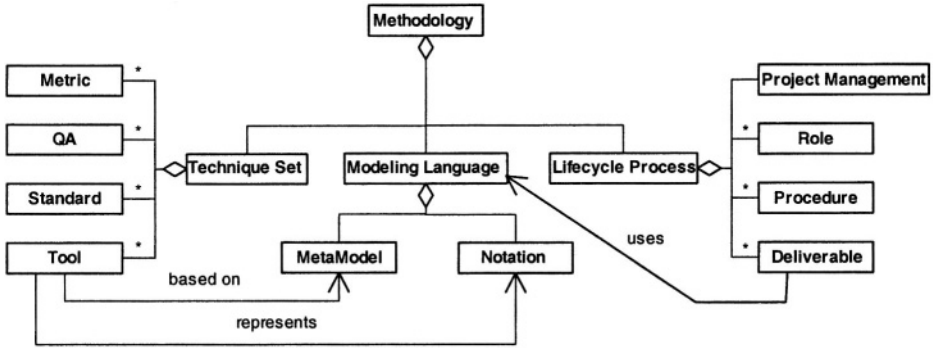 Methodology
*
Metric
Project Management
*
QA
*
Role
Technique Set
Modeling Language
Lifecycle Process
*
Standard
*
Procedure
*
Tool
uses
*
Deliverable
MetaModel
Notation
based on
represents